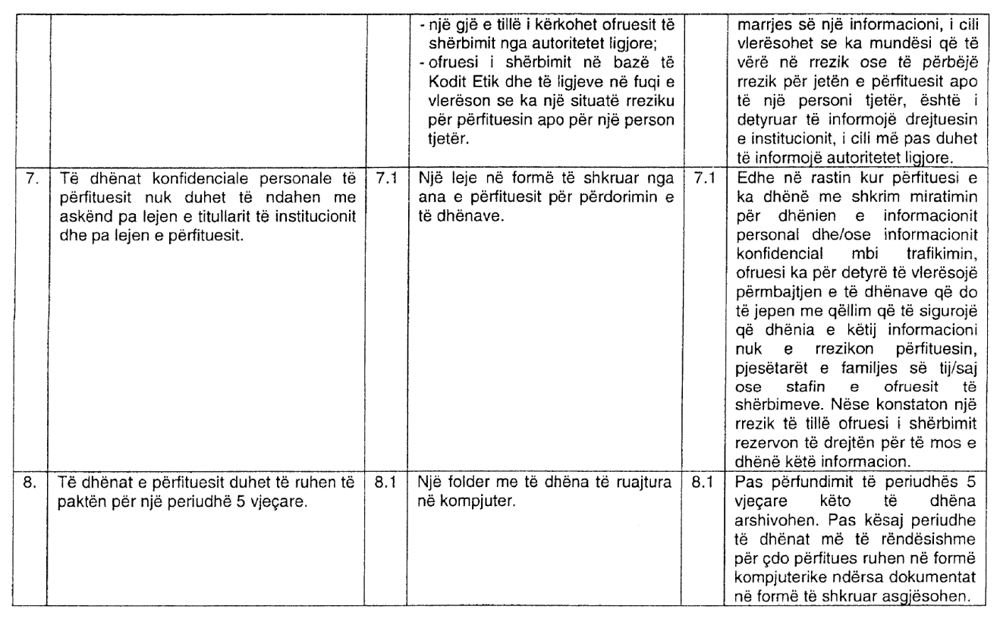 - një gjë e tillë i kërkohet ofruesit të
shërbimit nga autoritetet ligjore;
- ofruesi i shërbimit në bazë të
Kodit Etik dhe të ligjeve në fuqi e
vlerëson se ka një situatë rreziku
për përfituesin apo për një person
tjetër.
marrjes së një informacioni, i cili
vlerësohet se ka mundësi që të
vërë në rrezik ose të përbëjë
rrezik për jetën e përfituesit apo
të një personi tjetër, është i
detyruar të informojë drejtuesin
e institucionit, i cili më pas duhet
të informojë autoritetet ligjore.
7.
Të dhënat konfidenciale personale të
përfituesit nuk duhet të ndahen me
askënd pa lejen e titullarit të institucionit
dhe pa lejen e përfituesit.
7.1
Një leje në formë të shkruar nga
ana e përfituesit për përdorimin e
të dhënave.
7.1
Edhe në rastin kur përfituesi e
ka dhënë me shkrim miratimin
për dhënien e informacionit
personal dhe/ose informacionit
konfidencial mbi trafikimin,
ofruesi ka për detyrë të vlerësojë
përmbajtjen e të dhënave që do
të jepen me qëllim që të sigurojë
që dhënia e këtij informacioni
nuk e rrezikon përfituesin,
pjesëtarët e familjes së tij/saj
ose stafin e ofruesit të
shërbimeve. Nëse konstaton një
rrezik të tillë ofruesi i shërbimit
rezervon të drejtën për të mos e
dhënë këtë informacion.
8.
Të dhënat e përfituesit duhet të ruhen të
paktën për një periudhë 5 vjeçare.
8.1
Një folder me të dhëna të ruajtura
në kompjuter.
8.1
Pas përfundimit të periudhës 5
vjeçare këto të dhëna
arshivohen. Pas kësaj periudhe
të dhënat më të rëndësishme
për çdo përfitues ruhen në formë
kompjuterike ndërsa dokumentat
në formë të shkruar asgjësohen.